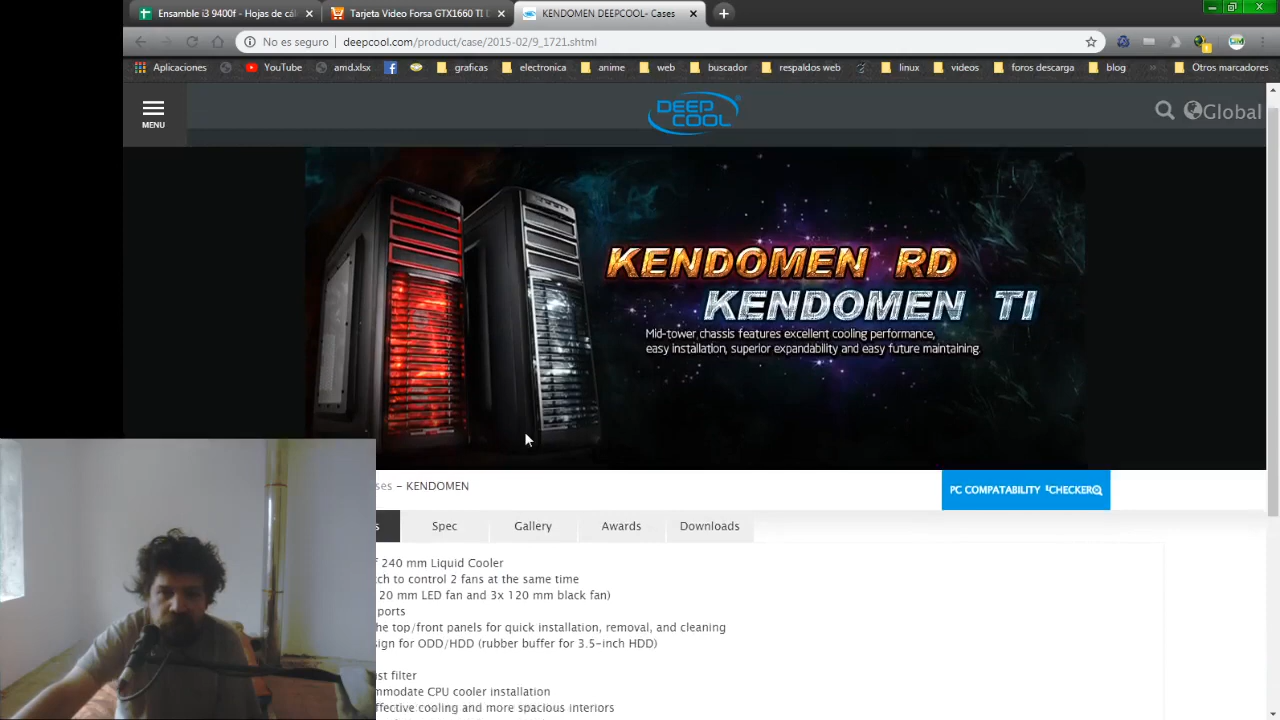 Ensamble i3 9400f - Hojas de cál
Tarjeta Video Forsa GTX1660 TI D
KENDOMEN DEEPCOOL- Cases
No es seguro
deepcool.com/product/case/2015-02/9_1721.shtml
Aplicaciones
YouTube
amd.xlsx
graficas
electronica
anime
web
buscador
respaldos web
linux
videos
foros descarga
blog
Otros marcadores
MENU
DEEP COOL
Global
KENDOMEN RD
KENDOMEN TI
Mid-tower chassis features excellent cooling performance,
easy installation, superior expandability and easy future maintaining.
ses – KENDOMEN
PC COMPATABILITY CHECKER
s
Spec
Gallery
Awards
Downloads
f 240 mm Liquid Cooler
tch to control 2 fans at the same time
20 mm LED fan and 3x 120 mm black fan)
ports
he top/front panels for quick installation, removal, and cleaning
sign for ODD/HDD (rubber buffer for 3.5-inch HDD)
ust filter
mmodate CPU cooler installation
ffective cooling and more spacious interiors